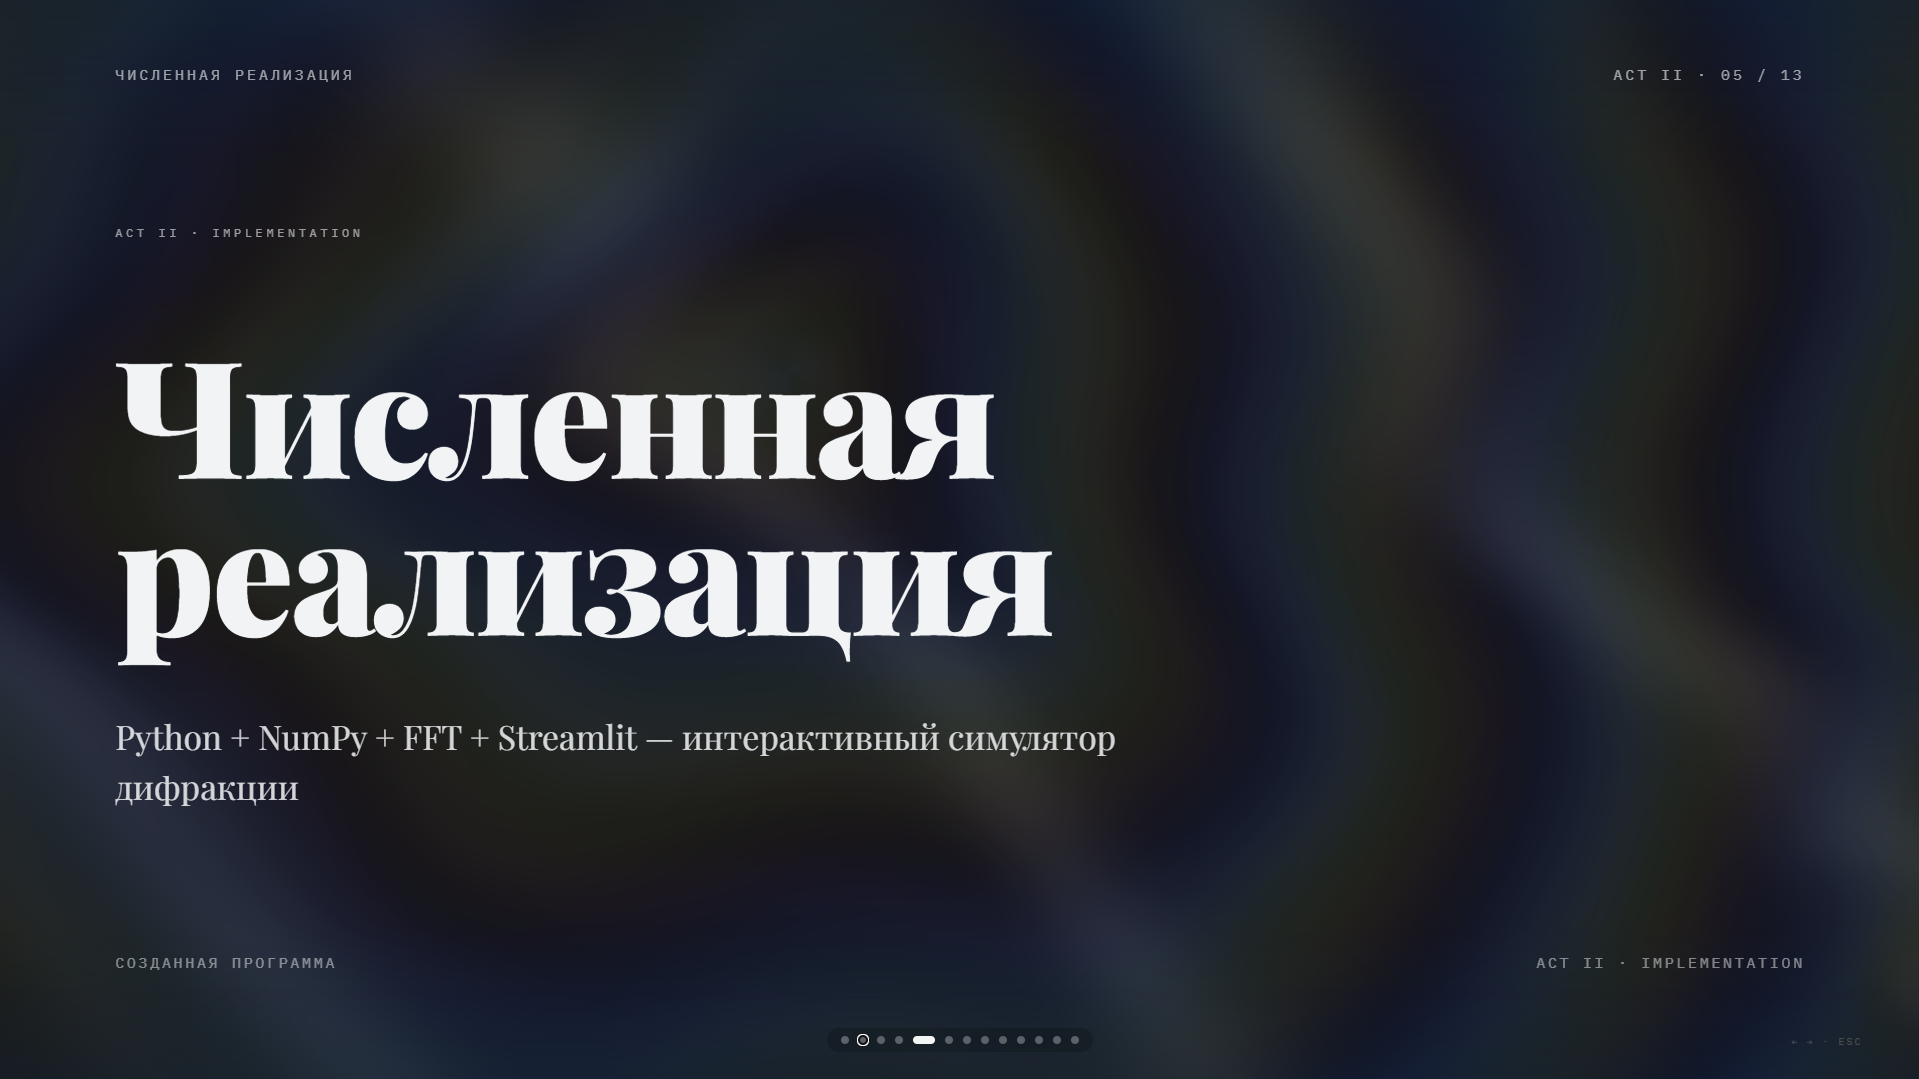 ЧИСЛЕННАЯ РЕАЛИЗАЦИЯ
ACT II · 05 / 13
ACT II · IMPLEMENTATION
Численная
реализация
Python + NumPy + FFT + Streamlit — интерактивный симулятор
дифракции
СОЗДАННАЯ ПРОГРАММА
ACT II · IMPLEMENTATION
← → · ESC